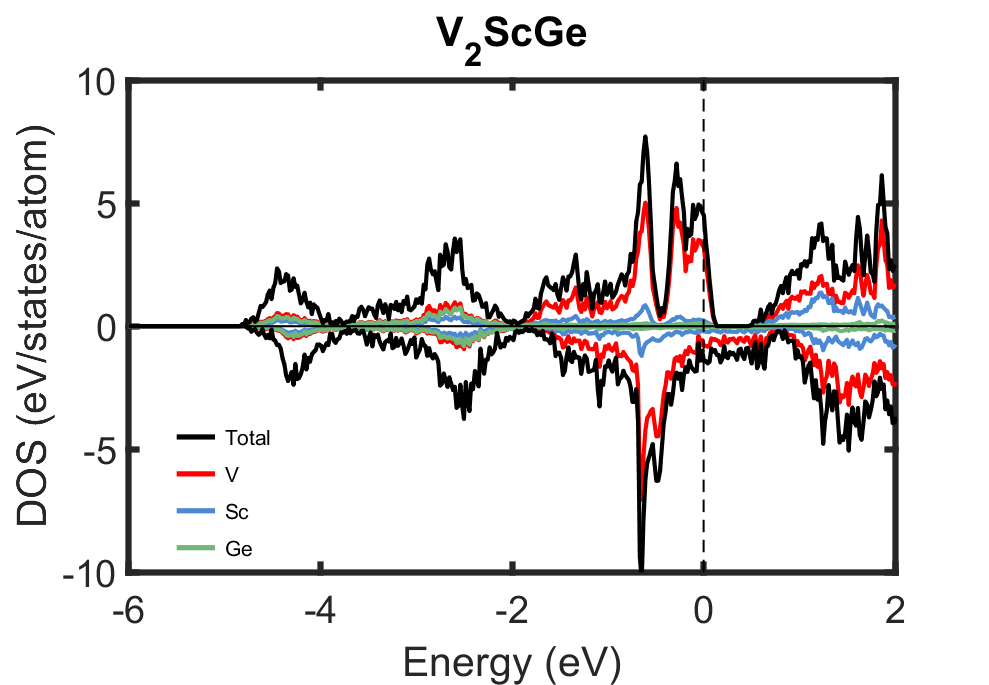 V2ScGe
DOS (eV/states/atom)
10
5
0
-5
-10
Total
V
Sc
Ge
-6 -4 -2 0 2
Energy (eV)